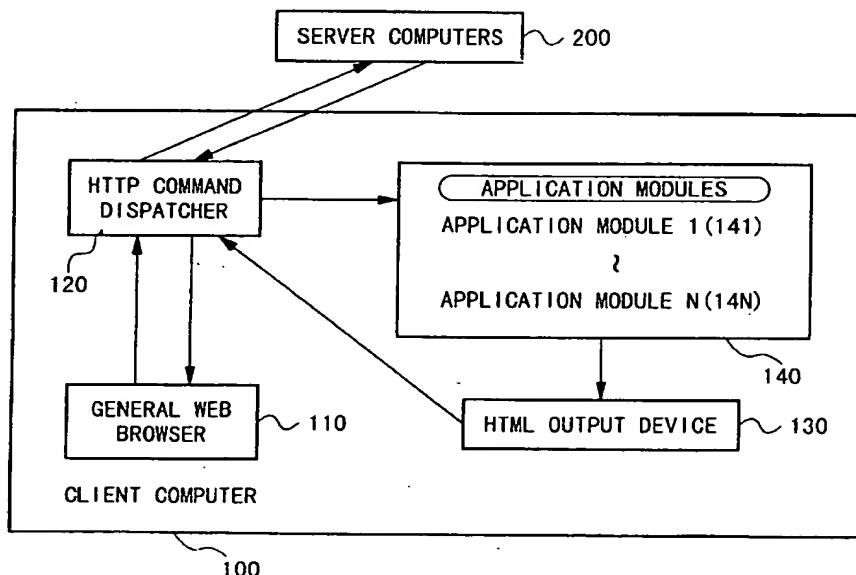 SERVER COMPUTERS
200
HTTP COMMAND
DISPATCHER
120
APPLICATION MODULES
APPLICATION MODULE 1(141)
~
APPLICATION MODULE N(14N)
140
GENERAL WEB
BROWSER
110
HTML OUTPUT DEVICE
130
CLIENT COMPUTER
100